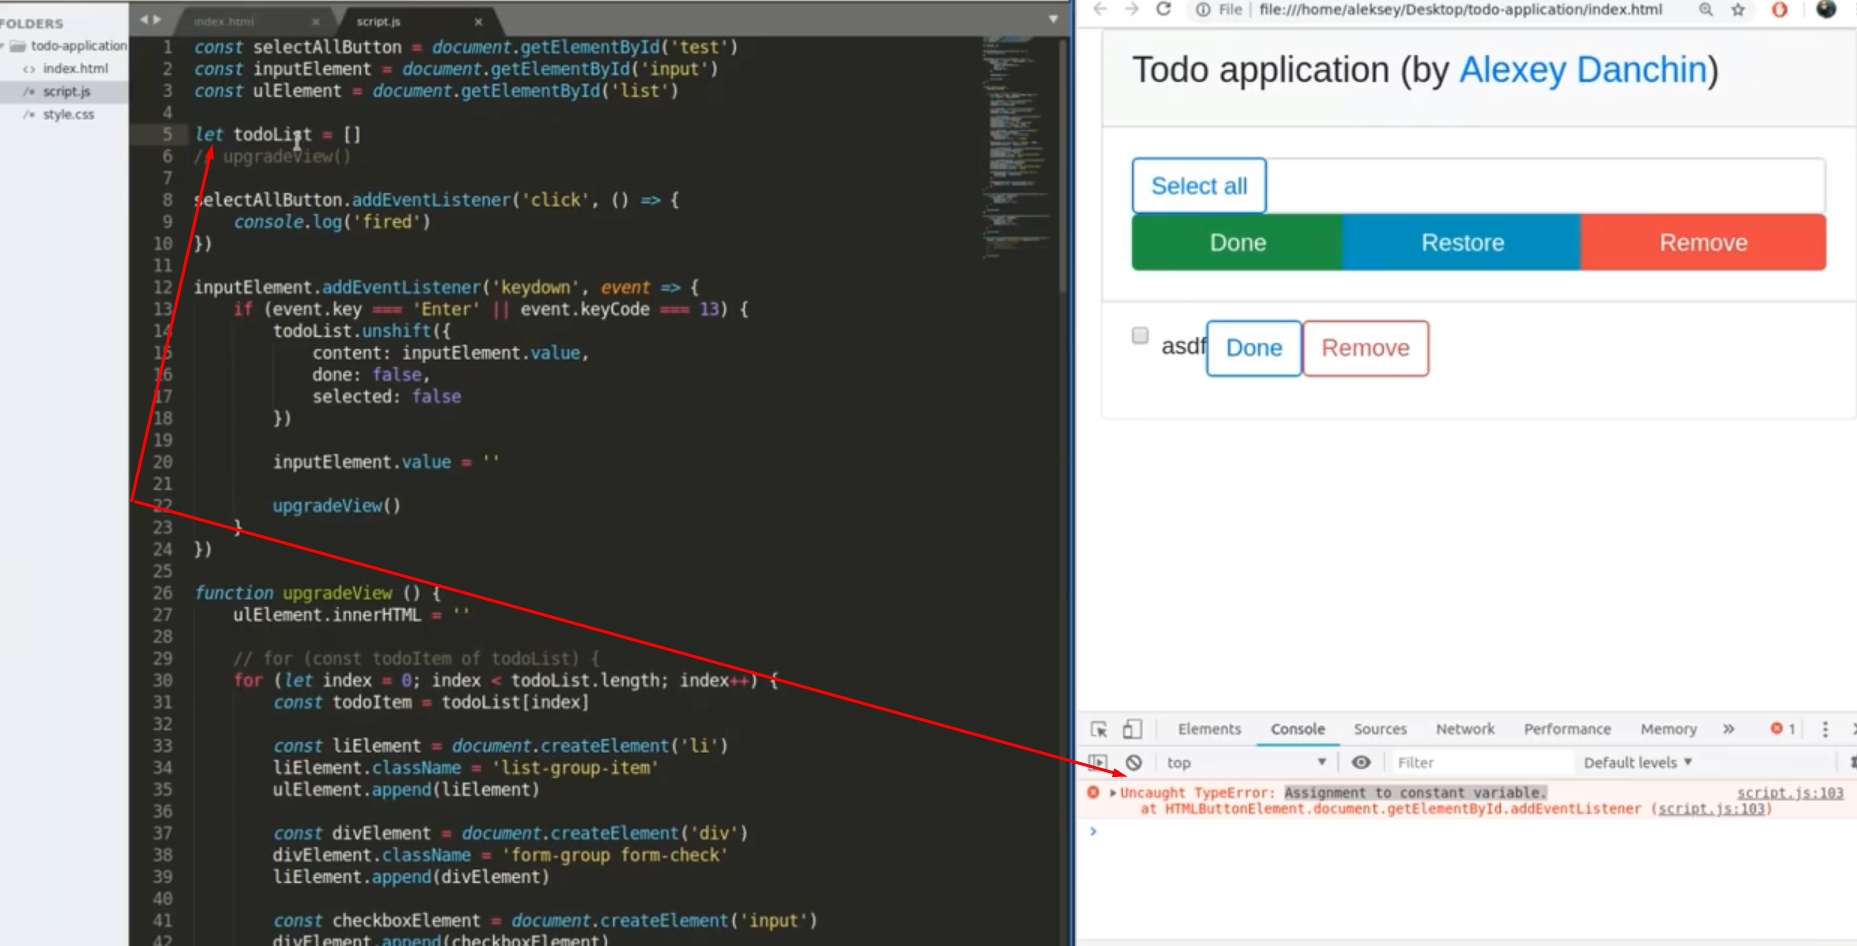 FOLDERS
todo-application
<> index.html
/* script.js
/* style.css
index.html ×
script.js ×
1 const selectAllButton = document.getElementById('test')
2 const inputElement = document.getElementById('input')
3 const ulElement = document.getElementById('list')
4
5 let todoList = []
6 // upgradeView()
7
8 selectAllButton.addEventListener('click', () => {
9 console.log('fired')
10 })
11
12 inputElement.addEventListener('keydown', event => {
13 if (event.key === 'Enter' || event.keyCode === 13) {
14 todoList.unshift({
15 content: inputElement.value,
16 done: false,
17 selected: false
18 })
19
20 inputElement.value = ''
21
22 upgradeView()
23 }
24 })
25
26 function upgradeView () {
27 ulElement.innerHTML = ''
28
29 // for (const todoItem of todoList) {
30 for (let index = 0; index < todoList.length; index++) {
31 const todoItem = todoList[index]
32
33 const liElement = document.createElement('li')
34 liElement.className = 'list-group-item'
35 ulElement.append(liElement)
36
37 const divElement = document.createElement('div')
38 divElement.className = 'form-group form-check'
39 liElement.append(divElement)
40
41 const checkboxElement = document.createElement('input')
42 divElement.append(checkboxElement)
File | file:///home/aleksey/Desktop/todo-application/index.html
Todo application (by Alexey Danchin)
Select all
Done Restore Remove
asdf Done Remove
Elements Console Sources Network Performance Memory » 1
top Filter Default levels
Uncaught TypeError: Assignment to constant variable. script.js:103
at HTMLButtonElement.document.getElementById.addEventListener (script.js:103)